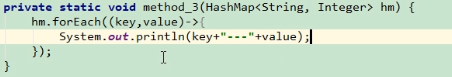 private static void method_3(HashMap<String, Integer> hm) {
    hm.forEach((key,value)->{
        System.out.println(key+"---"+value);
    });
}